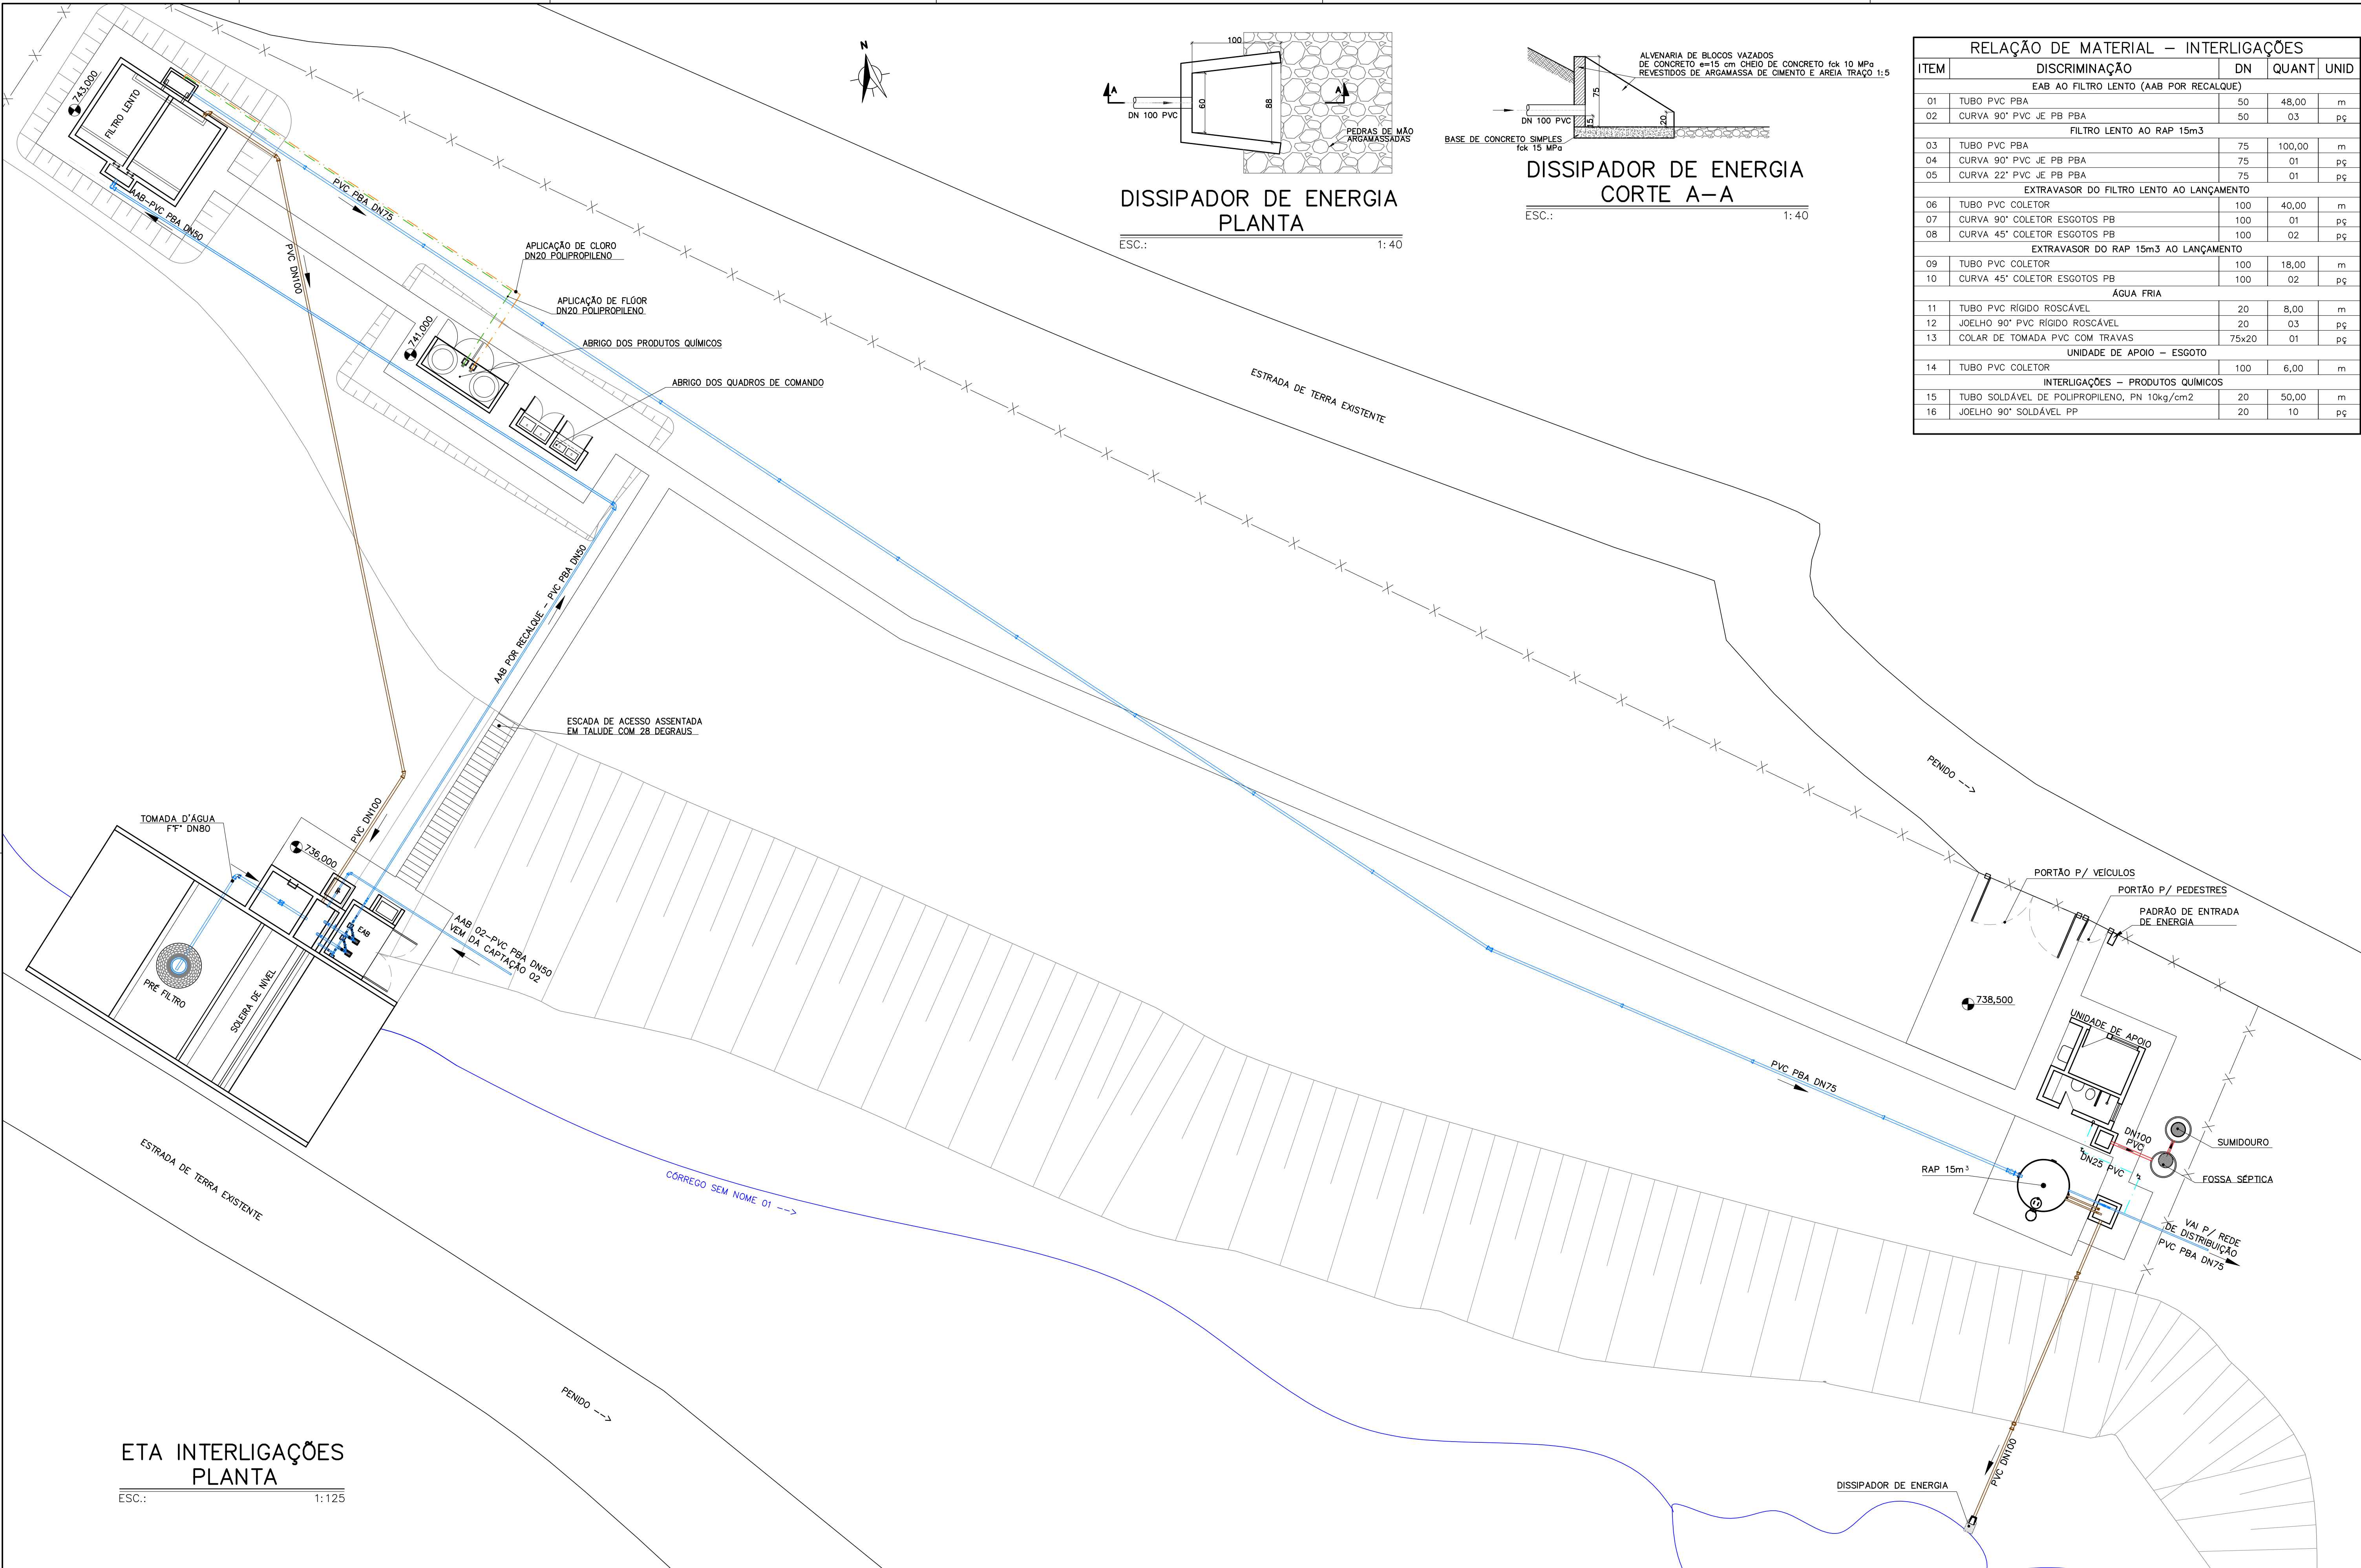 N
100
60
88
A
A
DN 100 PVC
PEDRAS DE MÃO
ARGAMASSADAS
DISSIPADOR DE ENERGIA
PLANTA
ESC.: 1:40
ALVENARIA DE BLOCOS VAZADOS
DE CONCRETO e=15 cm CHEIO DE CONCRETO fck 10 MPa
REVESTIDOS DE ARGAMASSA DE CIMENTO E AREIA TRAÇO 1:5
75
15
20
DN 100 PVC
BASE DE CONCRETO SIMPLES
fck 15 MPa
DISSIPADOR DE ENERGIA
CORTE A-A
ESC.: 1:40
RELAÇÃO DE MATERIAL – INTERLIGAÇÕES
ITEM DISCRIMINAÇÃO DN QUANT UNID
EAB AO FILTRO LENTO (AAB POR RECALQUE)
01 TUBO PVC PBA 50 48,00 m
02 CURVA 90° PVC JE PB PBA 50 03 pç
FILTRO LENTO AO RAP 15m3
03 TUBO PVC PBA 75 100,00 m
04 CURVA 90° PVC JE PB PBA 75 01 pç
05 CURVA 22° PVC JE PB PBA 75 01 pç
EXTRAVASOR DO FILTRO LENTO AO LANÇAMENTO
06 TUBO PVC COLETOR 100 40,00 m
07 CURVA 90° COLETOR ESGOTOS PB 100 01 pç
08 CURVA 45° COLETOR ESGOTOS PB 100 02 pç
EXTRAVASOR DO RAP 15m3 AO LANÇAMENTO
09 TUBO PVC COLETOR 100 18,00 m
10 CURVA 45° COLETOR ESGOTOS PB 100 02 pç
ÁGUA FRIA
11 TUBO PVC RÍGIDO ROSCÁVEL 20 8,00 m
12 JOELHO 90° PVC RÍGIDO ROSCÁVEL 20 03 pç
13 COLAR DE TOMADA PVC COM TRAVAS 75x20 01 pç
UNIDADE DE APOIO – ESGOTO
14 TUBO PVC COLETOR 100 6,00 m
INTERLIGAÇÕES – PRODUTOS QUÍMICOS
15 TUBO SOLDÁVEL DE POLIPROPILENO, PN 10kg/cm2 20 50,00 m
16 JOELHO 90° SOLDÁVEL PP 20 10 pç
743,000
FILTRO LENTO
AAB-PVC PBA DN50
PVC PBA DN75
PVC DN100
APLICAÇÃO DE CLORO
DN20 POLIPROPILENO
APLICAÇÃO DE FLÚOR
DN20 POLIPROPILENO
741,000
ABRIGO DOS PRODUTOS QUÍMICOS
ABRIGO DOS QUADROS DE COMANDO
ESTRADA DE TERRA EXISTENTE
AAB POR RECALQUE – PVC PBA DN50
ESCADA DE ACESSO ASSENTADA
EM TALUDE COM 28 DEGRAUS
PENIDO -->
TOMADA D'ÁGUA
F°F° DN80
PVC DN100
736,000
EAB
AAB 02-PVC PBA DN50
VEM DA CAPTAÇÃO 02
PRÉ FILTRO
SOLEIRA DE NÍVEL
PORTÃO P/ VEÍCULOS
PORTÃO P/ PEDESTRES
PADRÃO DE ENTRADA
DE ENERGIA
738,500
UNIDADE DE APOIO
PVC PBA DN75
DN100
PVC
DN25 PVC
SUMIDOURO
FOSSA SÉPTICA
RAP 15m³
VAI P/ REDE
DE DISTRIBUIÇÃO
PVC PBA DN75
ESTRADA DE TERRA EXISTENTE
CÓRREGO SEM NOME 01 -->
PENIDO -->
PVC DN100
DISSIPADOR DE ENERGIA
ETA INTERLIGAÇÕES
PLANTA
ESC.: 1:125